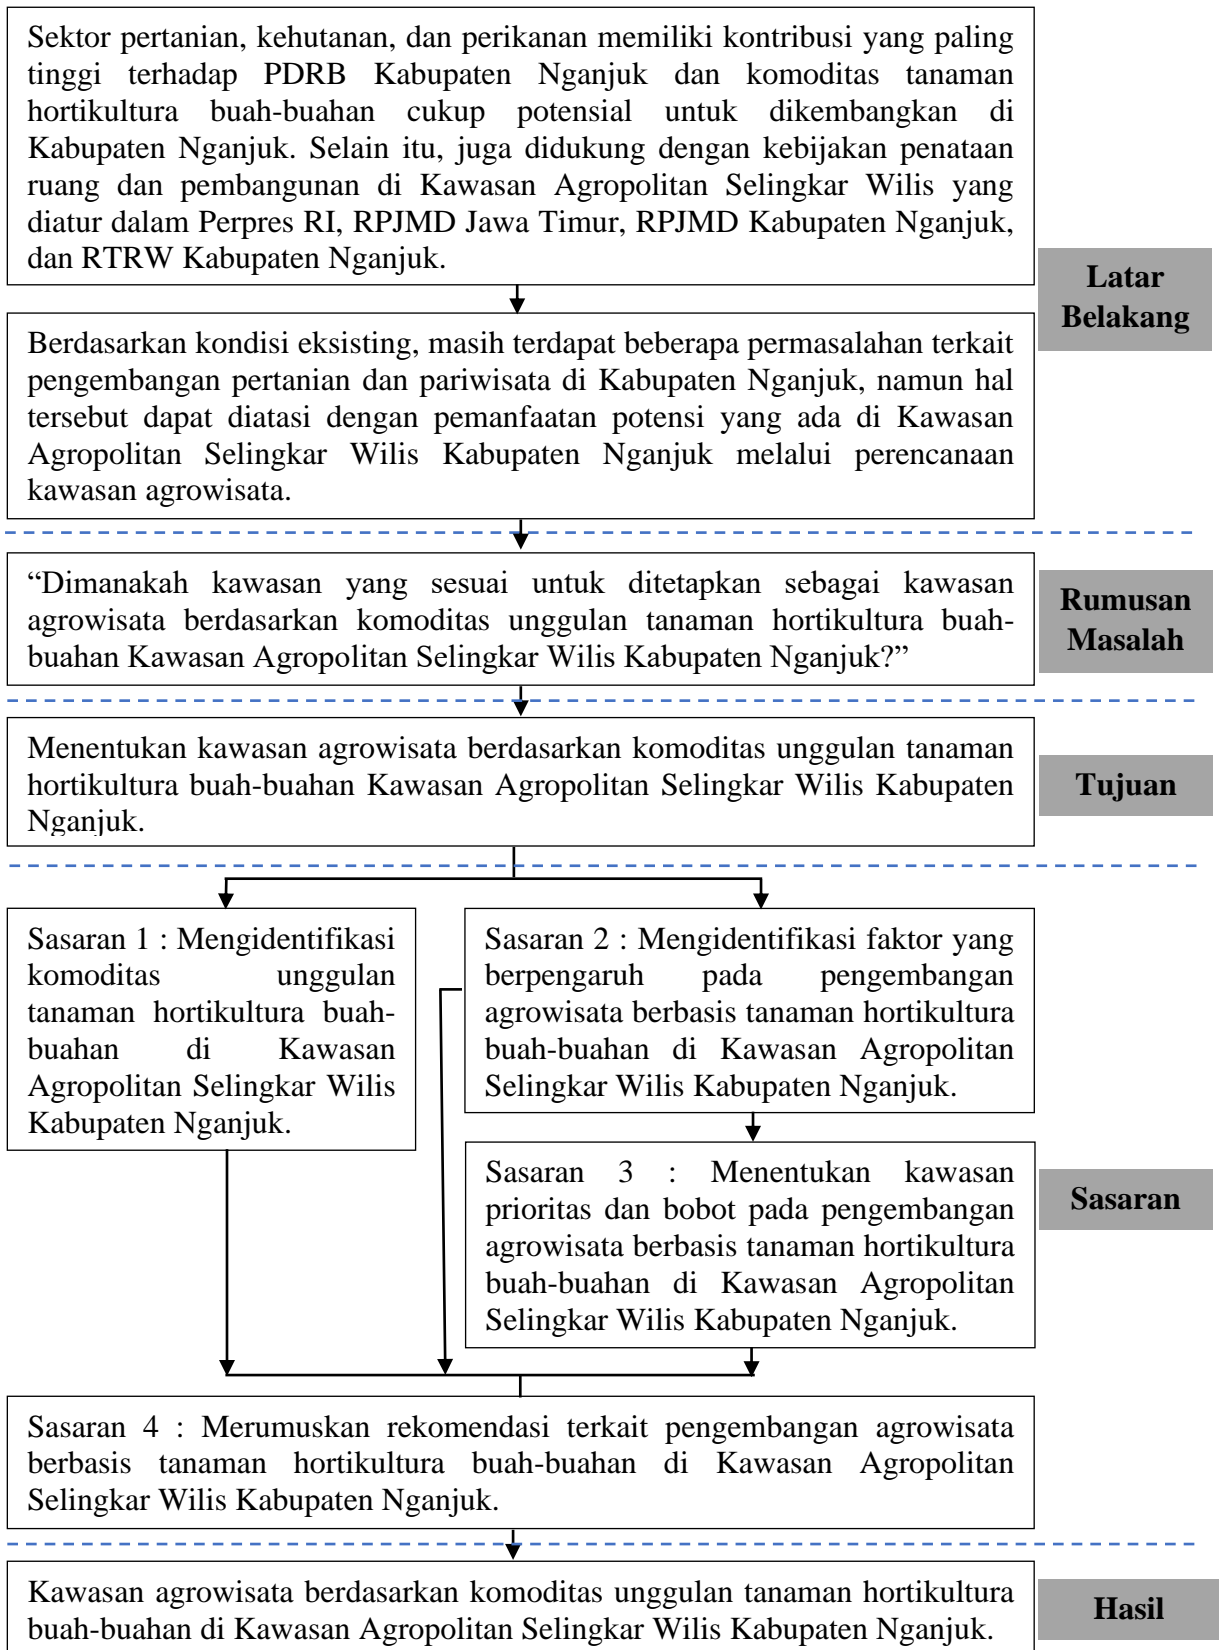 Sektor pertanian, kehutanan, dan perikanan memiliki kontribusi yang paling
tinggi terhadap PDRB Kabupaten Nganjuk dan komoditas tanaman
hortikultura buah-buahan cukup potensial untuk dikembangkan di
Kabupaten Nganjuk. Selain itu, juga didukung dengan kebijakan penataan
ruang dan pembangunan di Kawasan Agropolitan Selingkar Wilis yang
diatur dalam Perpres RI, RPJMD Jawa Timur, RPJMD Kabupaten Nganjuk,
dan RTRW Kabupaten Nganjuk.
Latar
Belakang
Berdasarkan kondisi eksisting, masih terdapat beberapa permasalahan terkait
pengembangan pertanian dan pariwisata di Kabupaten Nganjuk, namun hal
tersebut dapat diatasi dengan pemanfaatan potensi yang ada di Kawasan
Agropolitan Selingkar Wilis Kabupaten Nganjuk melalui perencanaan
kawasan agrowisata.
“Dimanakah kawasan yang sesuai untuk ditetapkan sebagai kawasan
agrowisata berdasarkan komoditas unggulan tanaman hortikultura buah-
buahan Kawasan Agropolitan Selingkar Wilis Kabupaten Nganjuk?”
Rumusan
Masalah
Menentukan kawasan agrowisata berdasarkan komoditas unggulan tanaman
hortikultura buah-buahan Kawasan Agropolitan Selingkar Wilis Kabupaten
Nganjuk.
Tujuan
Sasaran 1 : Mengidentifikasi
komoditas unggulan
tanaman hortikultura buah-
buahan di Kawasan
Agropolitan Selingkar Wilis
Kabupaten Nganjuk.
Sasaran 2 : Mengidentifikasi faktor yang
berpengaruh pada pengembangan
agrowisata berbasis tanaman hortikultura
buah-buahan di Kawasan Agropolitan
Selingkar Wilis Kabupaten Nganjuk.
Sasaran 3 : Menentukan kawasan
prioritas dan bobot pada pengembangan
agrowisata berbasis tanaman hortikultura
buah-buahan di Kawasan Agropolitan
Selingkar Wilis Kabupaten Nganjuk.
Sasaran
Sasaran 4 : Merumuskan rekomendasi terkait pengembangan agrowisata
berbasis tanaman hortikultura buah-buahan di Kawasan Agropolitan
Selingkar Wilis Kabupaten Nganjuk.
Kawasan agrowisata berdasarkan komoditas unggulan tanaman hortikultura
buah-buahan di Kawasan Agropolitan Selingkar Wilis Kabupaten Nganjuk.
Hasil